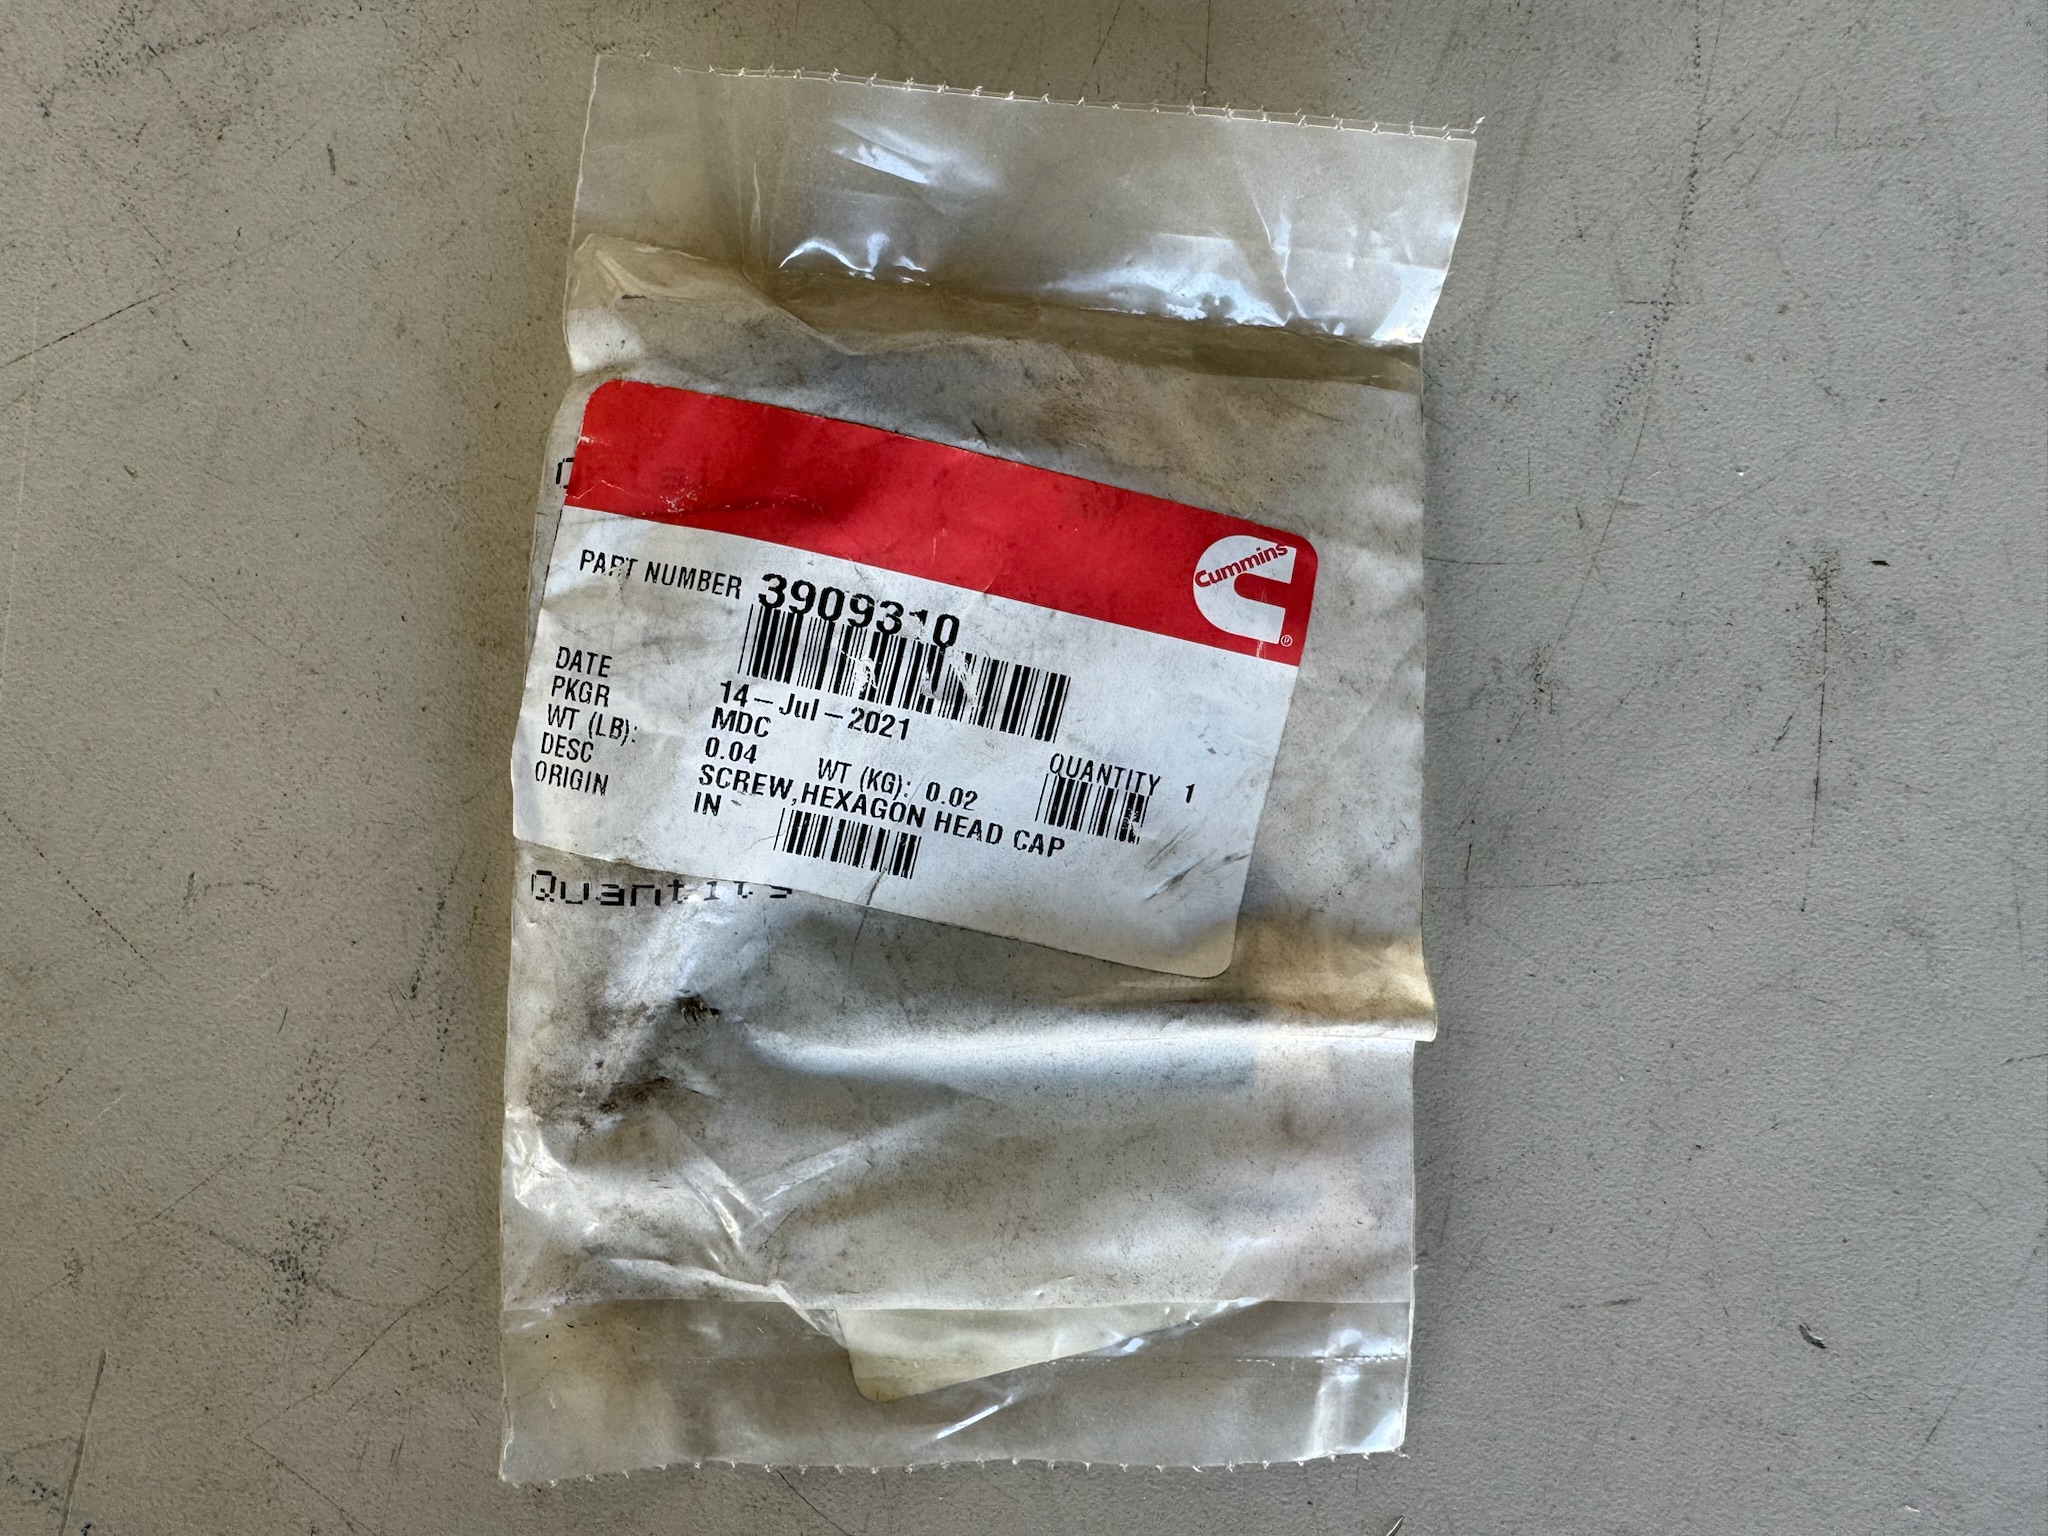 Cummins
PART NUMBER 3909310
DATE 14-Jul-2021
PKGR MDC
WT (LB): 0.04 WT (KG): 0.02
QUANTITY 1
DESC SCREW,HEXAGON HEAD CAP
ORIGIN IN
Quantity